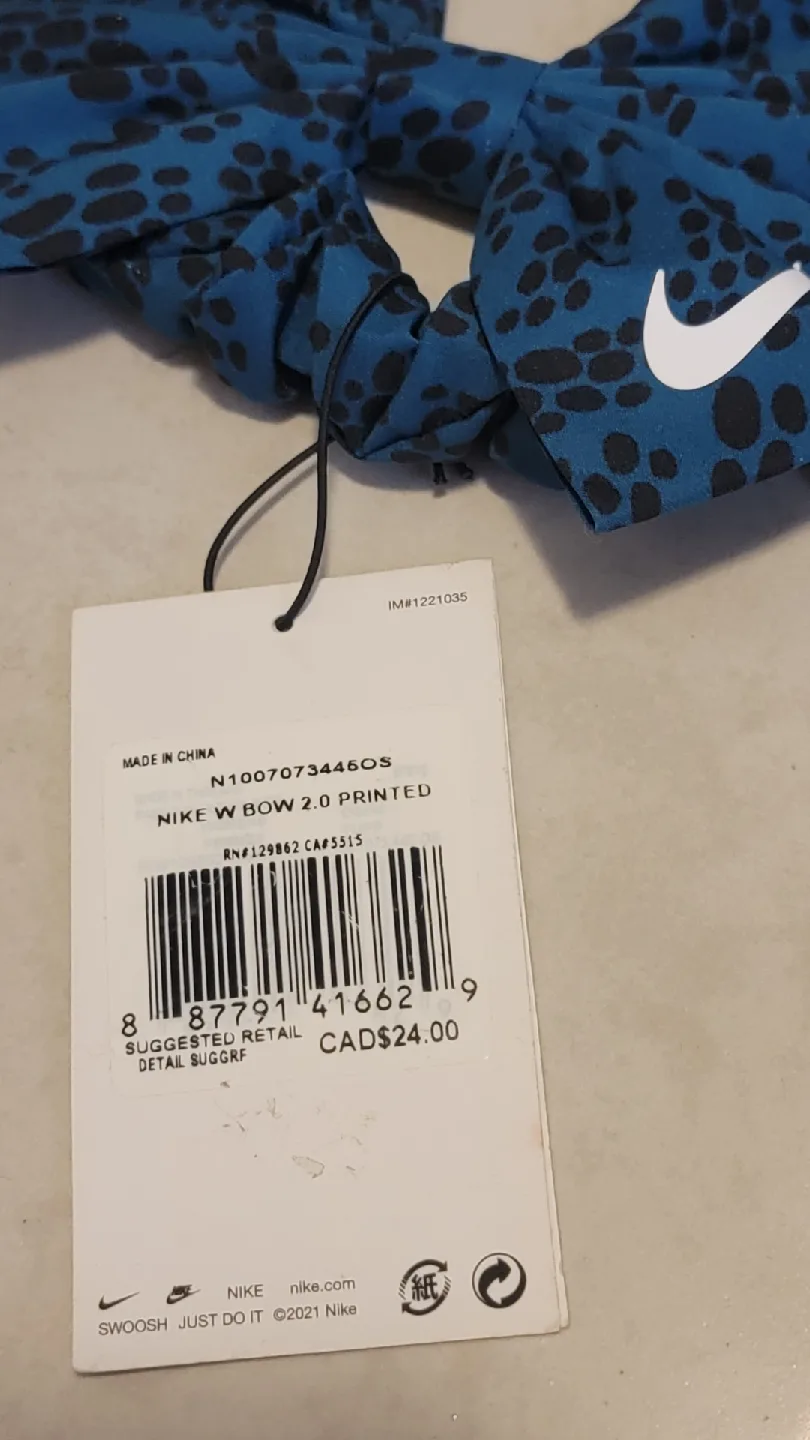 IM#1221035
MADE IN CHINA
N1007073446OS
NIKE W BOW 2.0 PRINTED
RN#129862 CA#5515
8 87791 41662 9
SUGGESTED RETAIL CAD$24.00
DETAIL SUGGRF
NIKE nike.com
SWOOSH JUST DO IT ©2021 Nike
紙